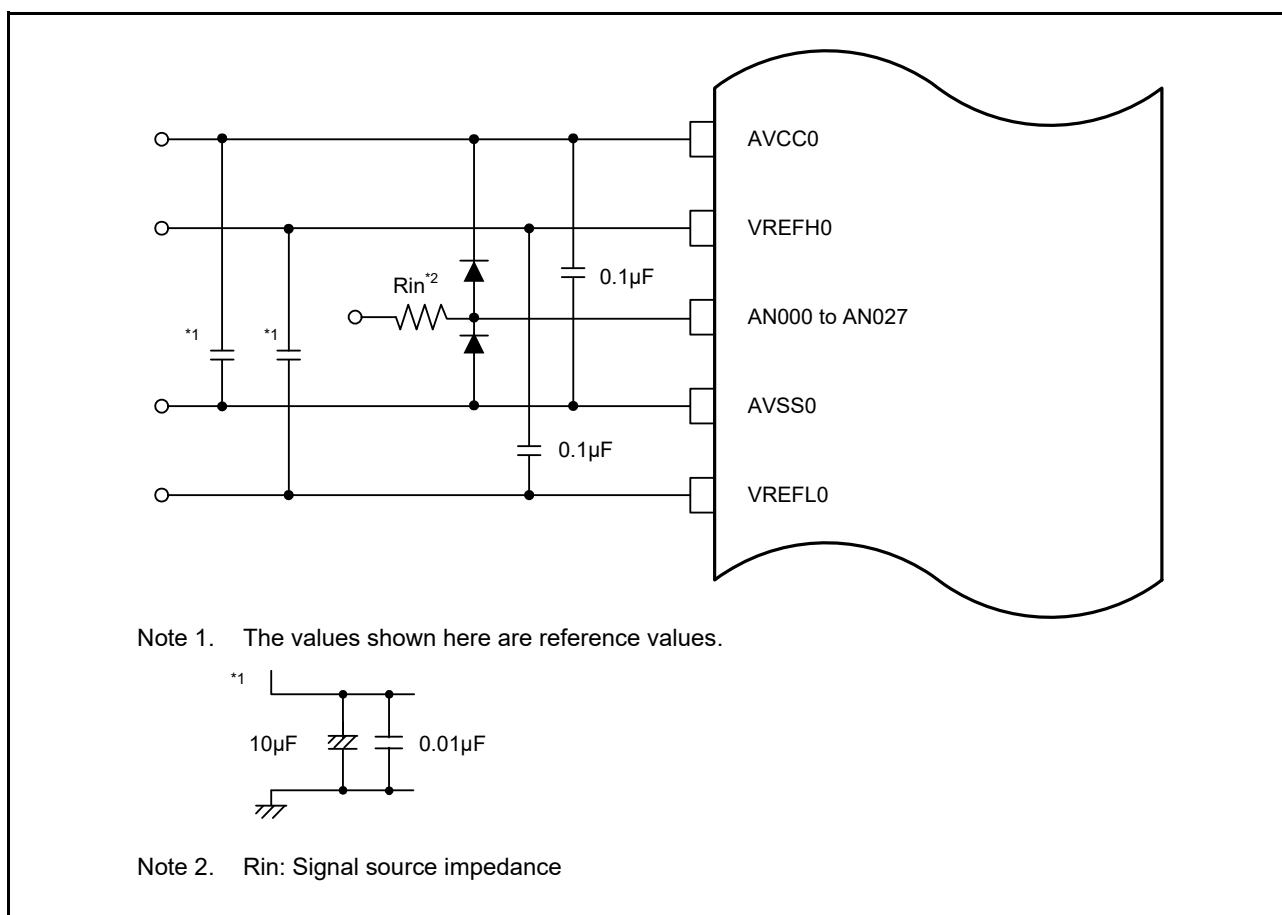 AVCC0
VREFH0
0.1µF
Rin*2
AN000 to AN027
*1
*1
AVSS0
0.1µF
VREFL0
Note 1. The values shown here are reference values.
*1
10µF
0.01µF
Note 2. Rin: Signal source impedance